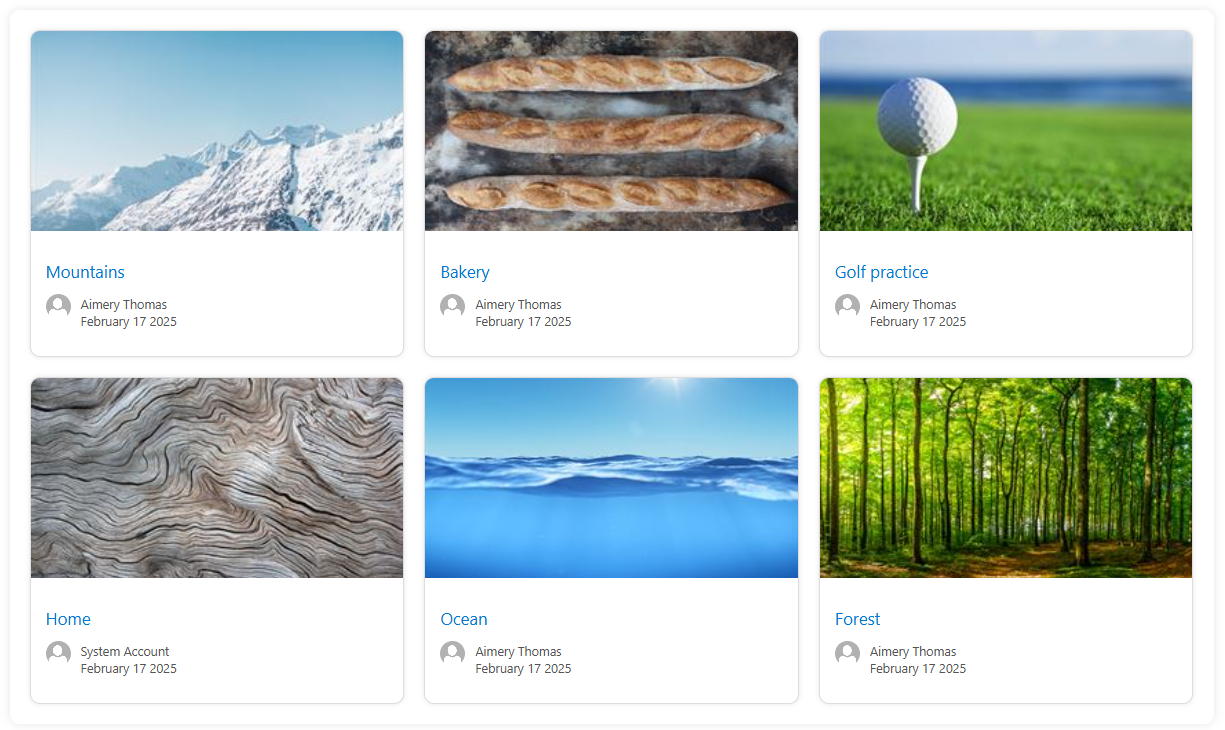 Mountains
Aimery Thomas
February 17 2025
Bakery
Aimery Thomas
February 17 2025
Golf practice
Aimery Thomas
February 17 2025
Home
System Account
February 17 2025
Ocean
Aimery Thomas
February 17 2025
Forest
Aimery Thomas
February 17 2025